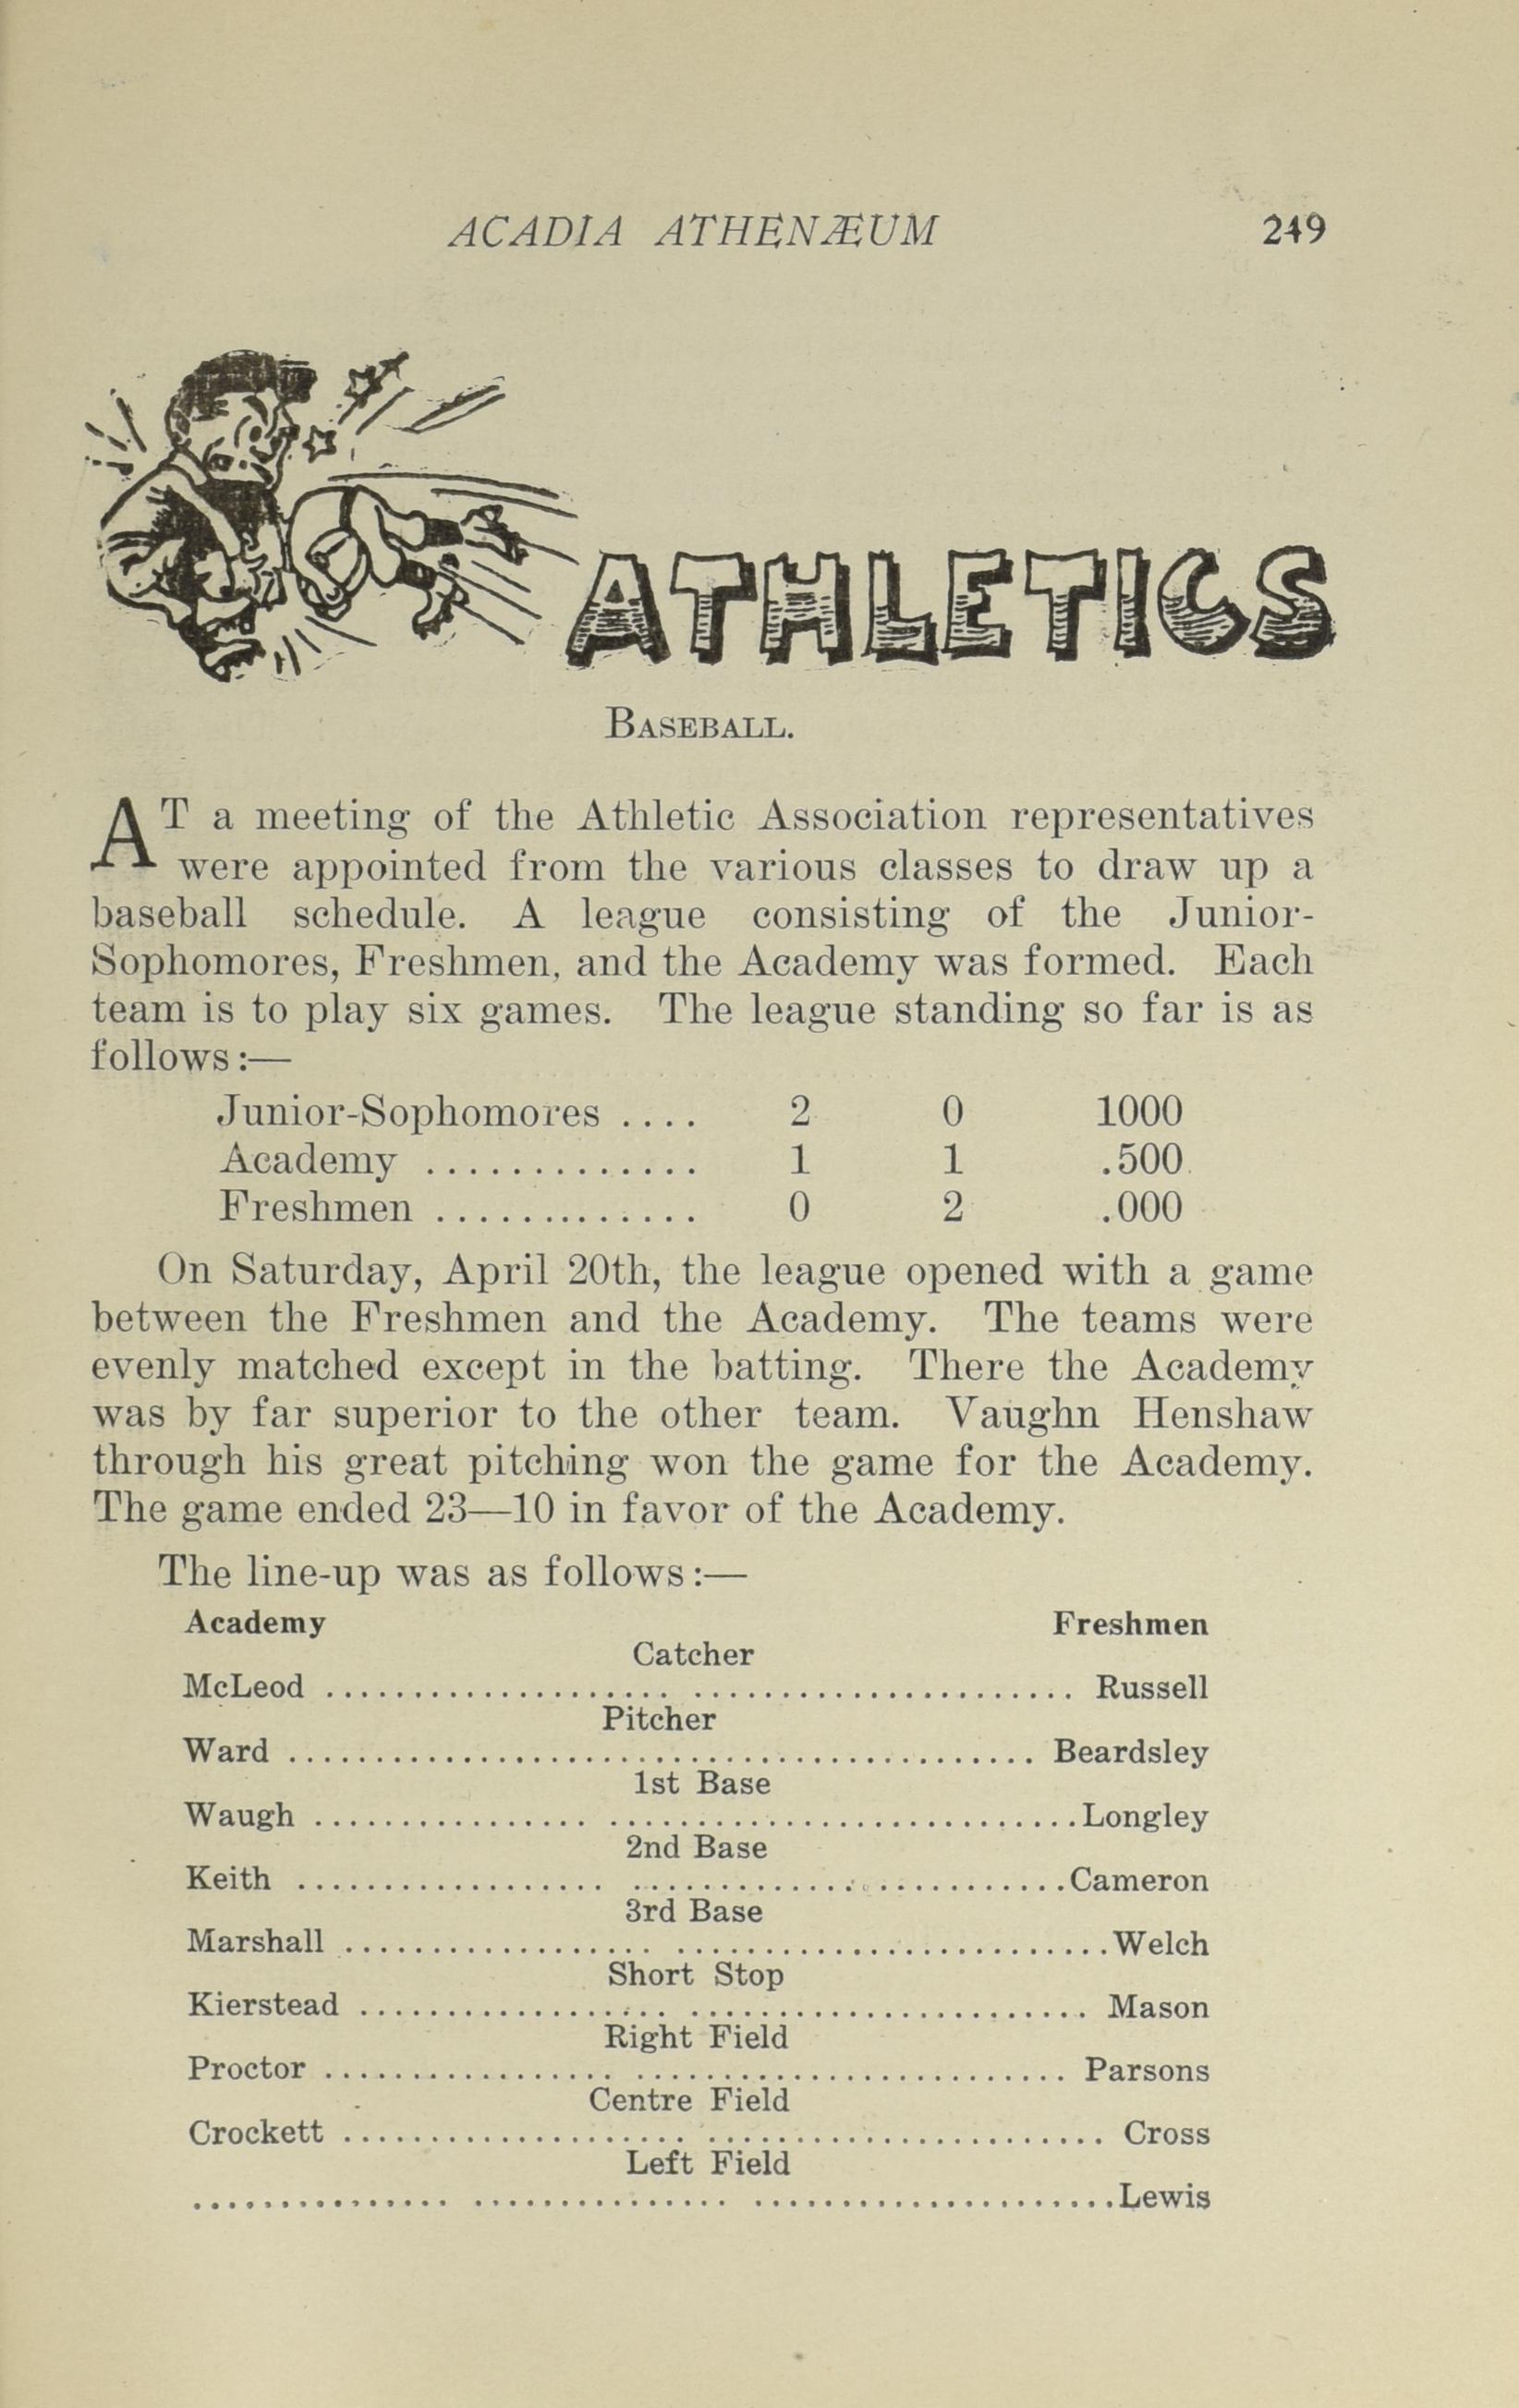 ACADIA ATHENÆUM 249
ATHLETICS
BASEBALL.
AT a meeting of the Athletic Association representatives
were appointed from the various classes to draw up a
baseball schedule. A league consisting of the Junior-
Sophomores, Freshmen, and the Academy was formed. Each
team is to play six games. The league standing so far is as
follows:—
Junior-Sophomores .... 2 0 1000
Academy ............. 1 1 .500
Freshmen ............. 0 2 .000
On Saturday, April 20th, the league opened with a game
between the Freshmen and the Academy. The teams were
evenly matched except in the batting. There the Academy
was by far superior to the other team. Vaughn Henshaw
through his great pitching won the game for the Academy.
The game ended 23—10 in favor of the Academy.
The line-up was as follows:—
Academy Freshmen
Catcher
McLeod .................... ....................... Russell
Pitcher
Ward ................................................ Beardsley
1st Base
Waugh ................ ............................Longley
2nd Base
Keith .................. ..........................Cameron
3rd Base
Marshall .................. ..........................Welch
Short Stop
Kierstead .................. ........................ Mason
Right Field
Proctor ................. ......................... Parsons
Centre Field
Crockett .................... ....................... Cross
Left Field
............... ............... .....................Lewis